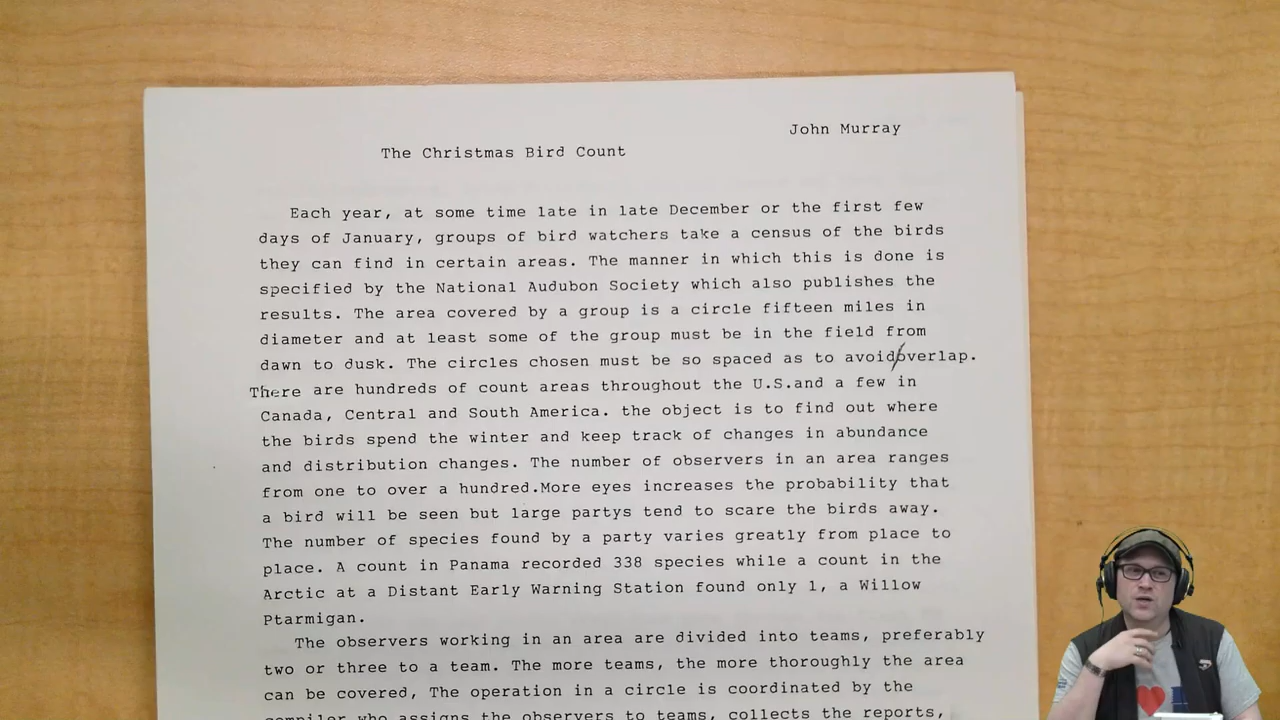 John Murray
The Christmas Bird Count
Each year, at some time late in late December or the first few
days of January, groups of bird watchers take a census of the birds
they can find in certain areas. The manner in which this is done is
specified by the National Audubon Society which also publishes the
results. The area covered by a group is a circle fifteen miles in
diameter and at least some of the group must be in the field from
dawn to dusk. The circles chosen must be so spaced as to avoid/overlap.
There are hundreds of count areas throughout the U.S.and a few in
Canada, Central and South America. the object is to find out where
the birds spend the winter and keep track of changes in abundance
and distribution changes. The number of observers in an area ranges
from one to over a hundred.More eyes increases the probability that
a bird will be seen but large partys tend to scare the birds away.
The number of species found by a party varies greatly from place to
place. A count in Panama recorded 338 species while a count in the
Arctic at a Distant Early Warning Station found only 1, a Willow
Ptarmigan.
The observers working in an area are divided into teams, preferably
two or three to a team. The more teams, the more thoroughly the area
can be covered, The operation in a circle is coordinated by the
compiler who assigns the observers to teams, collects the reports,